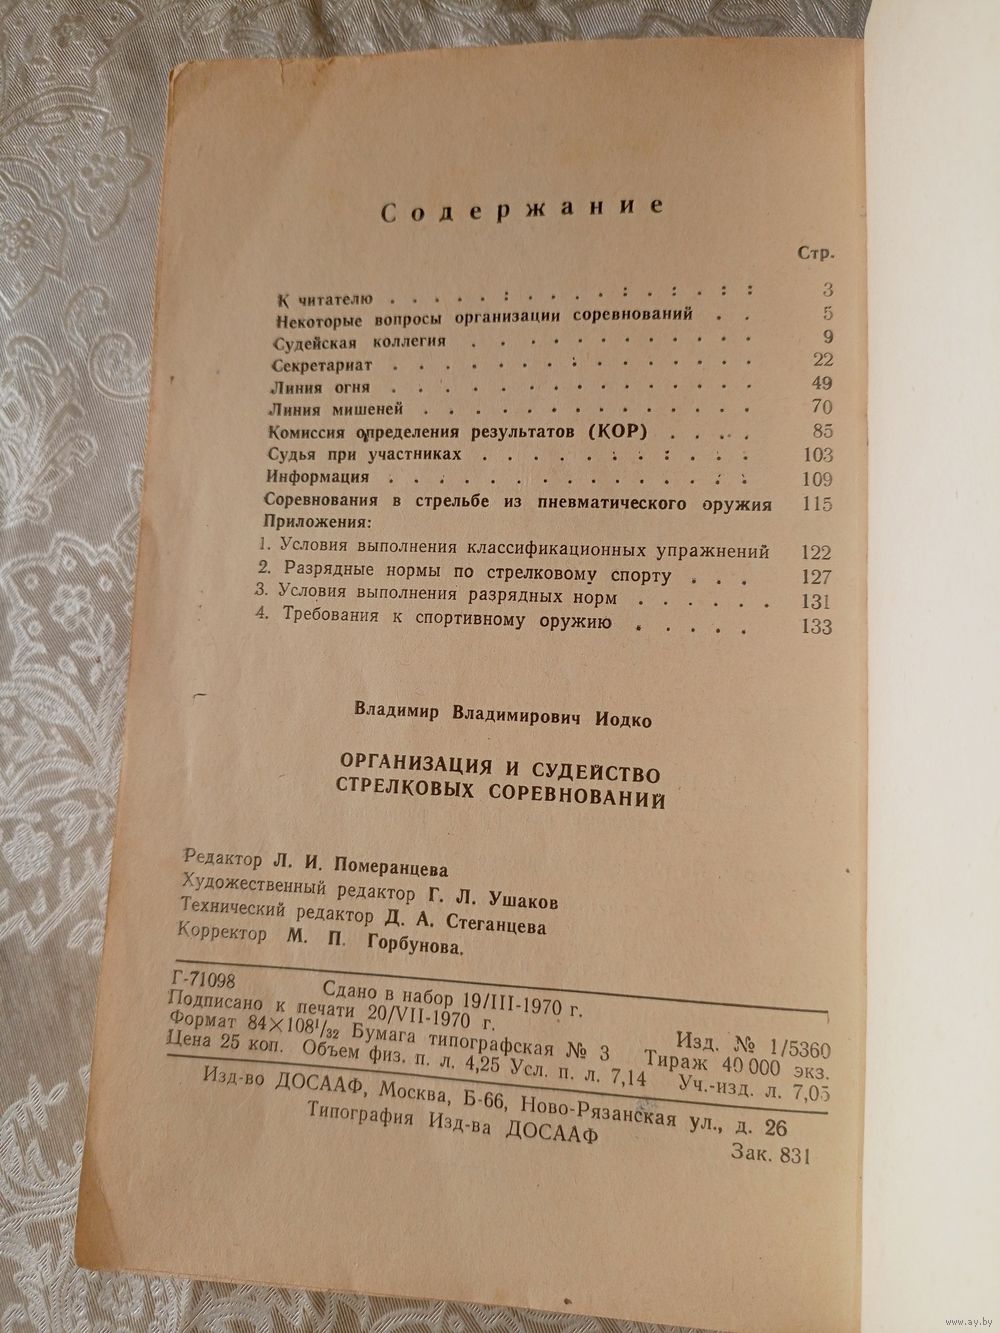 Содержание
Стр.
К читателю . . . . . : . . . . : . : . : : 3
Некоторые вопросы организации соревнований . . 5
Судейская коллегия . . . . . . . . . . . 9
Секретариат . . . . . . . : . . . . . . 22
Линия огня . . . . . . . . . . . . . . 49
Линия мишеней . . . . . . . . . . . . . 70
Комиссия определения результатов (КОР) . . . . 85
Судья при участниках . . . . . : . : . . . 103
Информация . . . . . . . . . . . . . : : 109
Соревнования в стрельбе из пневматического оружия 115
Приложения:
1. Условия выполнения классификационных упражнений 122
2. Разрядные нормы по стрелковому спорту . . . 127
3. Условия выполнения разрядных норм . . . . . . 131
4. Требования к спортивному оружию . . . . . 133
Владимир Владимирович Иодко
ОРГАНИЗАЦИЯ И СУДЕЙСТВО
СТРЕЛКОВЫХ СОРЕВНОВАНИЙ
Редактор Л. И. Померанцева
Художественный редактор Г. Л. Ушаков
Технический редактор Д. А. Стеганцева
Корректор М. П. Горбунова.
Г-71098 Сдано в набор 19/III-1970 г.
Подписано к печати 20/VII-1970 г. Изд. № 1/5360
Формат 84×108¹/₃₂ Бумага типографская № 3 Тираж 40 000 экз.
Цена 25 коп. Объем физ. п. л. 4,25 Усл. п. л. 7,14 Уч.-изд. л. 7,05
Изд-во ДОСААФ, Москва, Б-66, Ново-Рязанская ул., д. 26
Типография Изд-ва ДОСААФ Зак. 831
www.ay.by